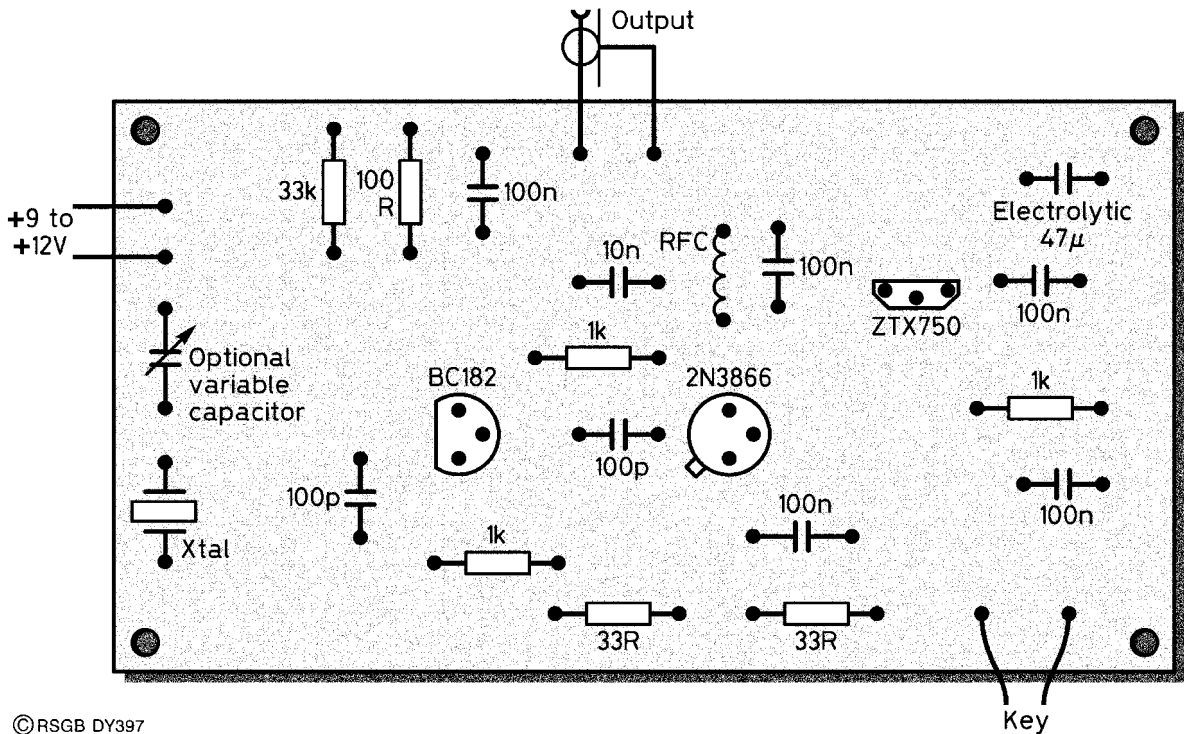 Output
33k
100
R
100n
+9 to
+12V
Electrolytic
47µ
RFC
10n
100n
ZTX750
100n
1k
Optional
variable
capacitor
BC182
2N3866
1k
100p
100p
100n
100n
Xtal
1k
33R
33R
Key
©RSGB DY397